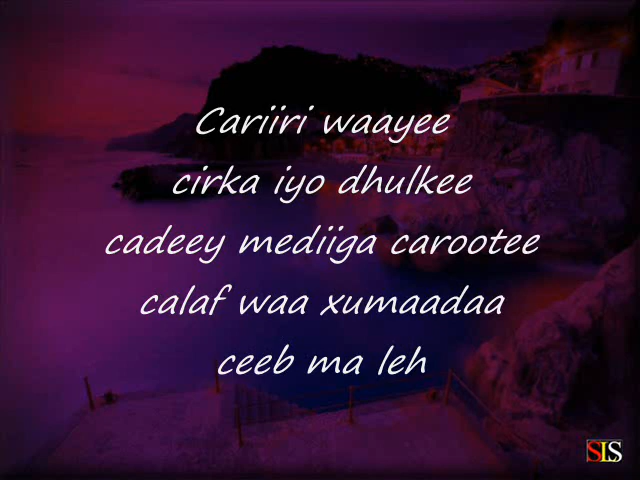 Cariiri waayee
cirka iyo dhulkee
cadeey mediiga carootee
calaf waa xumaadaa
ceeb ma leh
SLS